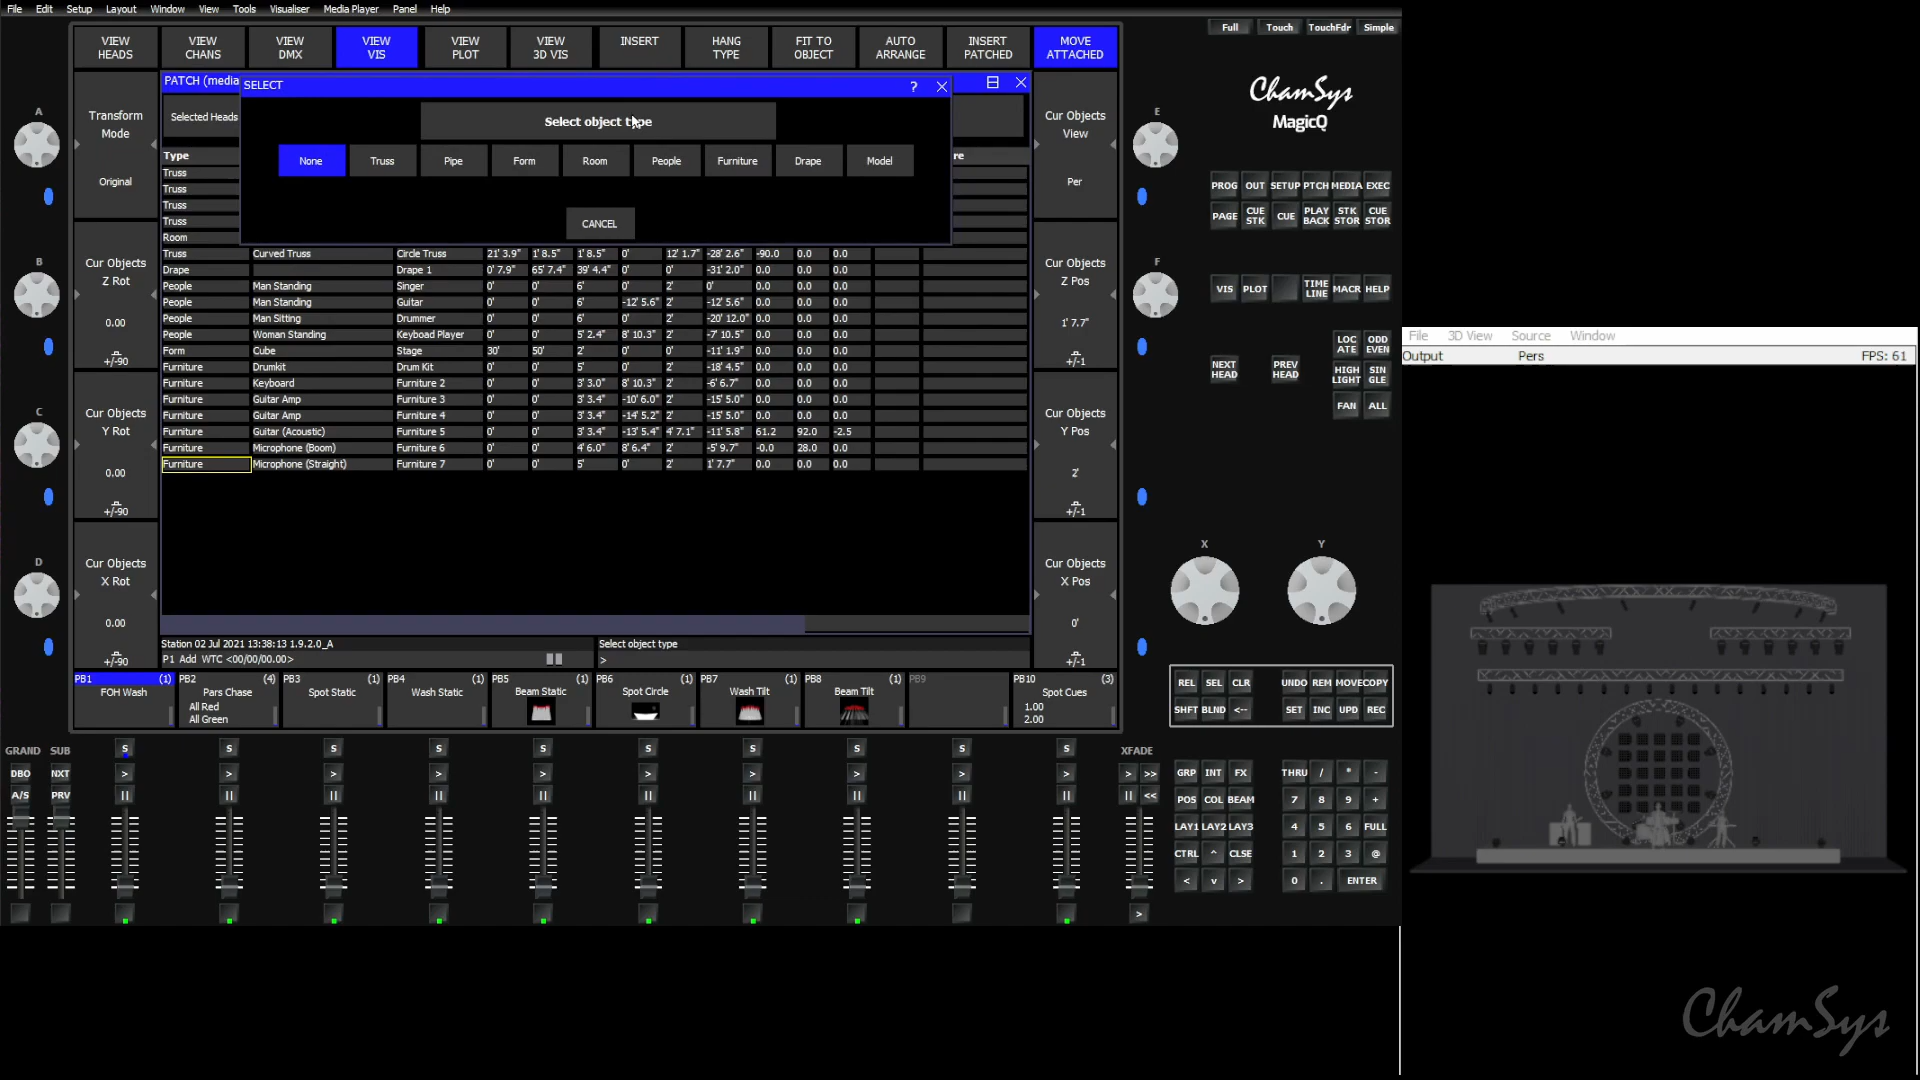 File Edit Setup Layout Window View Tools Visualiser Media Player Panel Help
VIEW HEADS VIEW CHANS VIEW DMX VIEW VIS VIEW PLOT VIEW 3D VIS INSERT HANG TYPE FIT TO OBJECT AUTO ARRANGE INSERT PATCHED MOVE ATTACHED
Full Touch TouchFdr Simple
PATCH (media
SELECT ?
Selected Heads
Select object type
None Truss Pipe Form Room People Furniture Drape Model
CANCEL
Type re
Truss
Truss
Truss
Truss
Room
Truss Curved Truss Circle Truss 21' 3.9" 1' 8.5" 1' 8.5" 0' 12' 1.7" -28' 2.6" -90.0 0.0 0.0
Drape Drape 1 0' 7.9" 65' 7.4" 39' 4.4" 0' 0' -31' 2.0" 0.0 0.0 0.0
People Man Standing Singer 0' 0' 6' 0' 2' 0' 0.0 0.0 0.0
People Man Standing Guitar 0' 0' 6' -12' 5.6" 2' -12' 5.6" 0.0 0.0 0.0
People Man Sitting Drummer 0' 0' 6' 0' 2' -20' 12.0" 0.0 0.0 0.0
People Woman Standing Keyboad Player 0' 0' 5' 2.4" 8' 10.3" 2' -7' 10.5" 0.0 0.0 0.0
Form Cube Stage 30' 50' 2' 0' 0' -11' 1.9" 0.0 0.0 0.0
Furniture Drumkit Drum Kit 0' 0' 5' 0' 2' -18' 4.5" 0.0 0.0 0.0
Furniture Keyboard Furniture 2 0' 0' 3' 3.0" 8' 10.3" 2' -6' 6.7" 0.0 0.0 0.0
Furniture Guitar Amp Furniture 3 0' 0' 3' 3.4" -10' 6.0" 2' -15' 5.0" 0.0 0.0 0.0
Furniture Guitar Amp Furniture 4 0' 0' 3' 3.4" -14' 5.2" 2' -15' 5.0" 0.0 0.0 0.0
Furniture Guitar (Acoustic) Furniture 5 0' 0' 3' 3.4" -13' 5.4" 4' 7.1" -11' 5.8" 61.2 92.0 -2.5
Furniture Microphone (Boom) Furniture 6 0' 0' 4' 6.0" 8' 6.4" 2' -5' 9.7" -0.0 28.0 0.0
Furniture Microphone (Straight) Furniture 7 0' 0' 5' 0' 2' 1' 7.7" 0.0 0.0 0.0
A
Transform Mode
Original
B
Cur Objects Z Rot
0.00
+/-90
C
Cur Objects Y Rot
0.00
+/-90
D
Cur Objects X Rot
0.00
+/-90
Cur Objects View
Per
E
Cur Objects Z Pos
1' 7.7"
+/-1
F
Cur Objects Y Pos
2'
+/-1
Cur Objects X Pos
0'
+/-1
X Y
Station 02 Jul 2021 13:38:13 1.9.2.0_A
Select object type
P1 Add WTC <00/00/00.00>
>
PB1 (1) PB2 (4) PB3 (1) PB4 (1) PB5 (1) PB6 (1) PB7 (1) PB8 (1) PB9 PB10 (3)
FOH Wash Pars Chase Spot Static Wash Static Beam Static Spot Circle Wash Tilt Beam Tilt Spot Cues
All Red 1.00
All Green 2.00
GRAND SUB
S S S S S S S S S S XFADE
DBO NXT > > > > > > > > > > > >>
A/S PRV || || || || || || || || || || || <<
>
ChamSys
MagicQ
PROG OUT SETUP PTCH MEDIA EXEC
PAGE CUE STK CUE PLAY BACK STK STOR CUE STOR
VIS PLOT TIME LINE MACR HELP
LOC ATE ODD EVEN
NEXT HEAD PREV HEAD HIGH LIGHT SIN GLE
FAN ALL
REL SEL CLR UNDO REM MOVE COPY
SHFT BLND <-- SET INC UPD REC
GRP INT FX THRU / * -
POS COL BEAM 7 8 9 +
LAY1 LAY2 LAY3 4 5 6 FULL
CTRL ^ CLSE 1 2 3 @
< v > 0 . ENTER
File 3D View Source Window
Output Pers FPS: 61
ChamSys